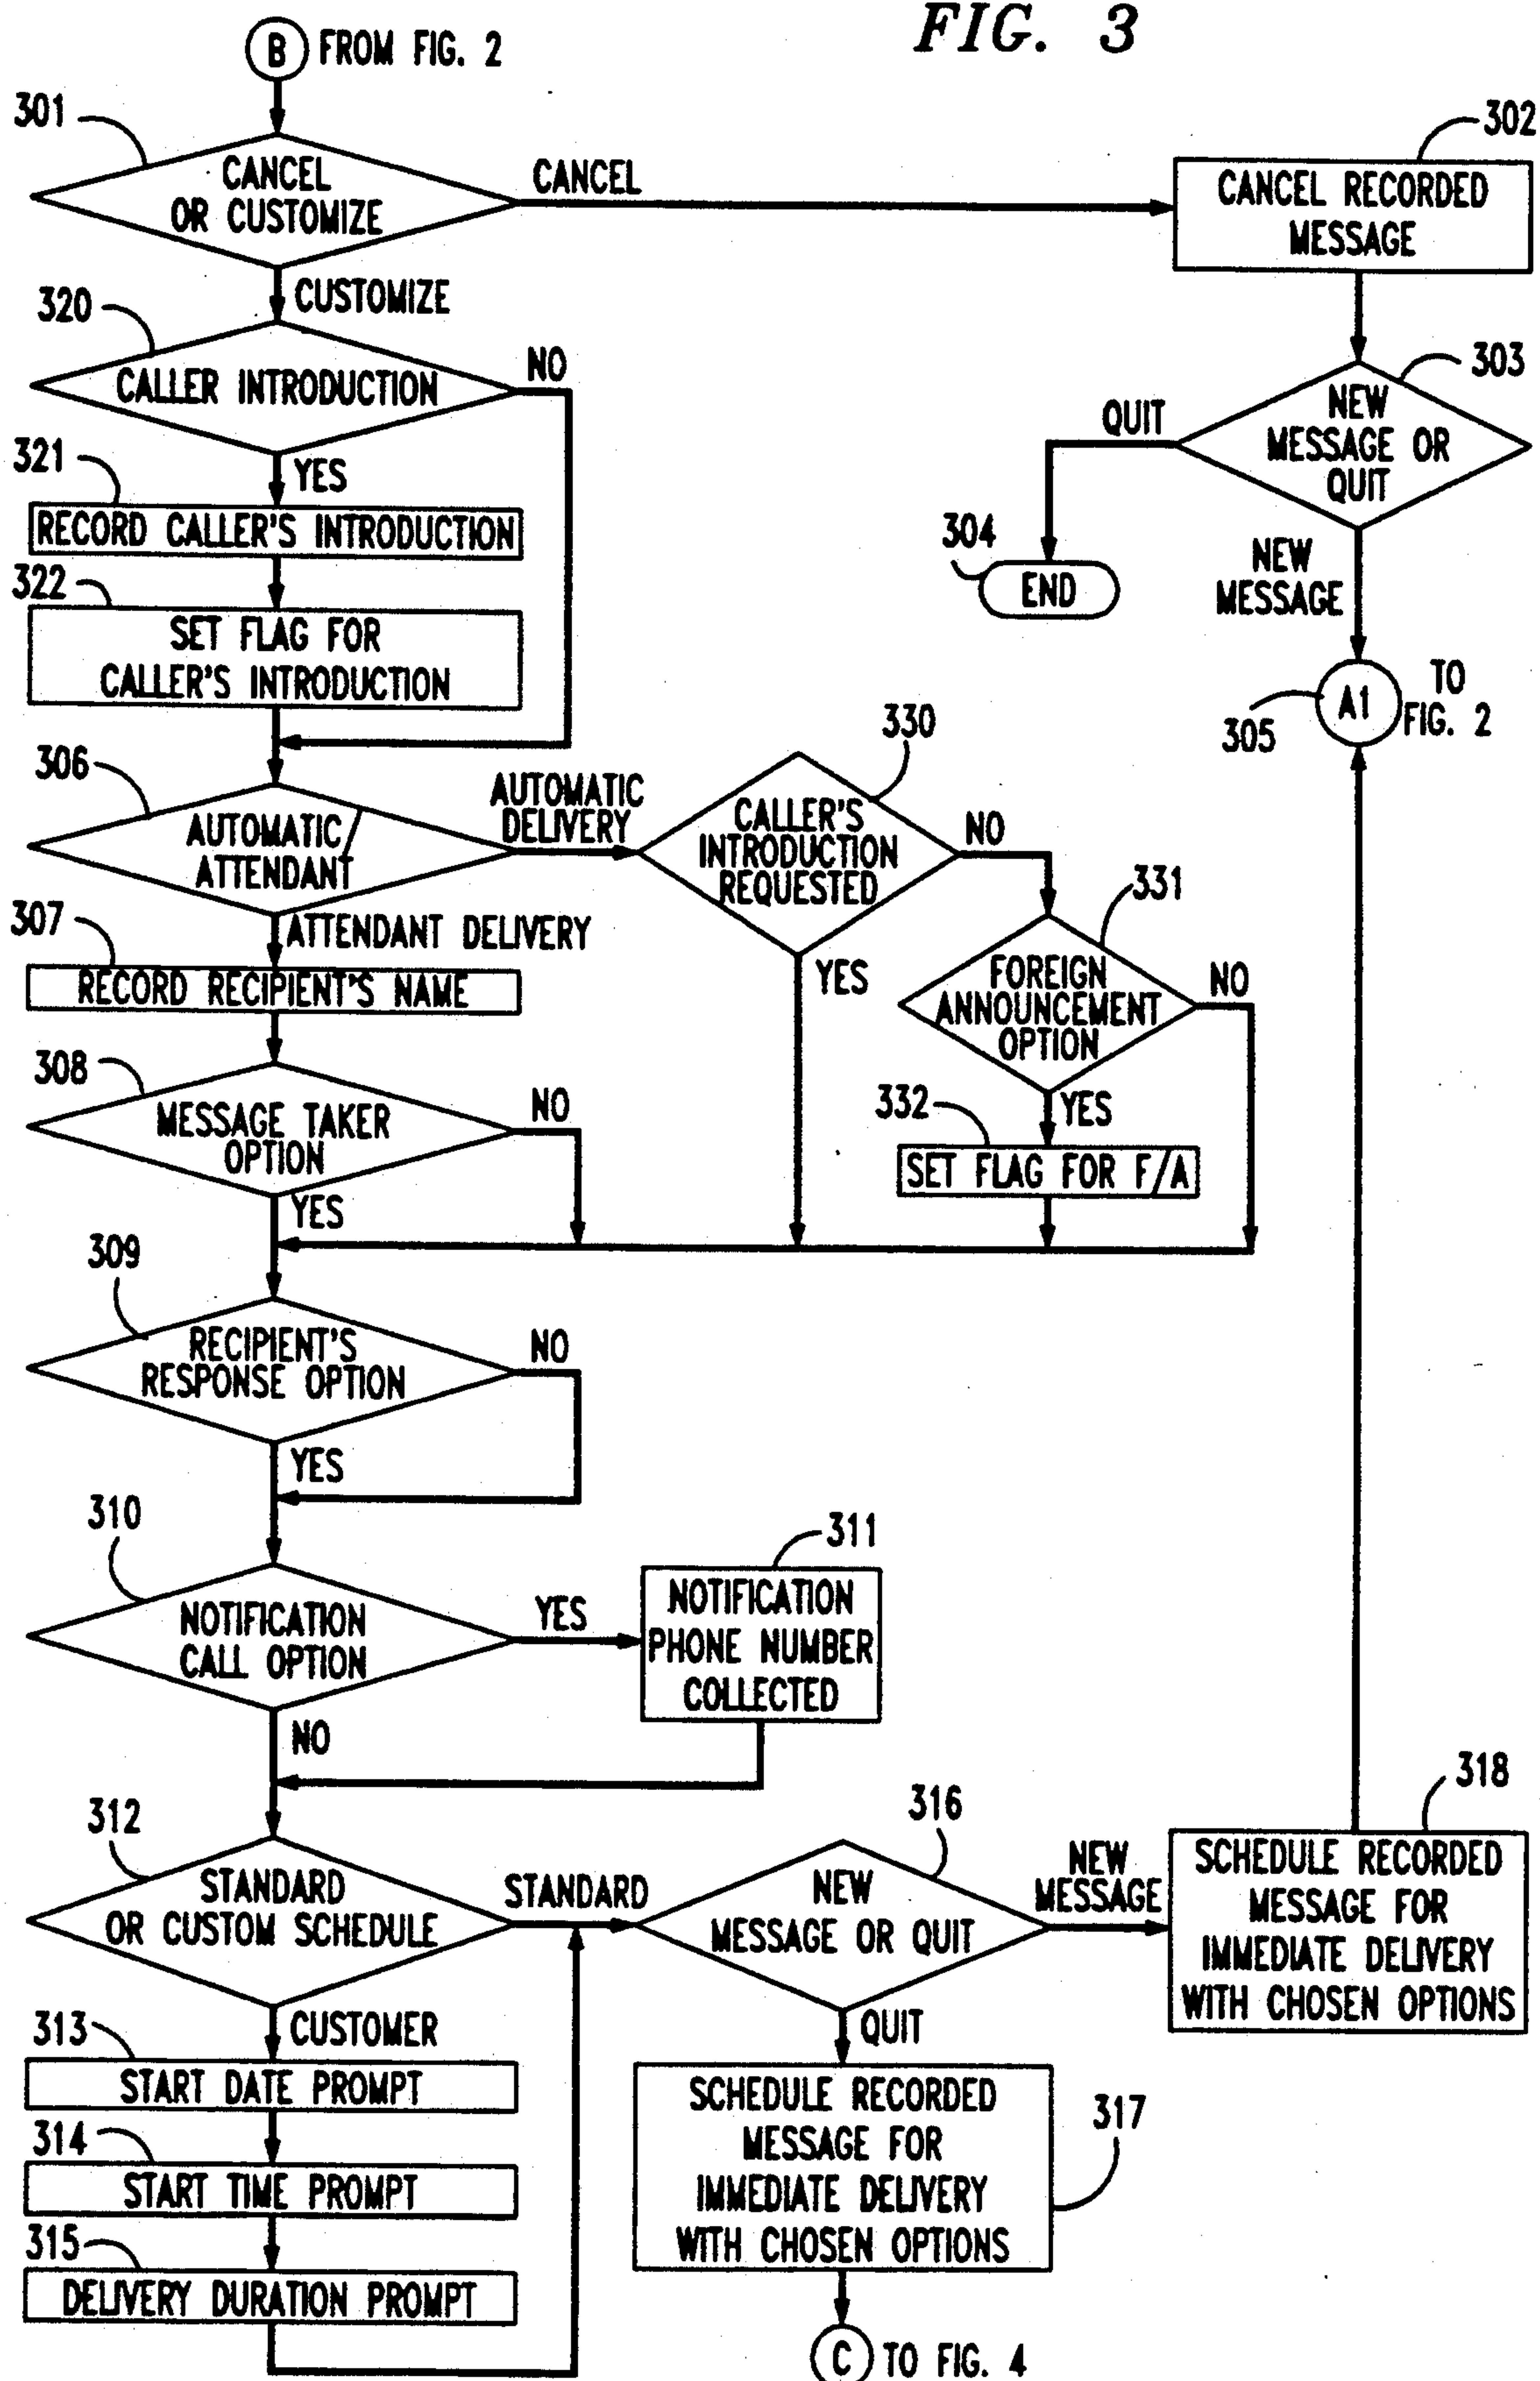 FIG. 3
B FROM FIG. 2
301
CANCEL
OR CUSTOMIZE
CANCEL
302
CANCEL RECORDED
MESSAGE
CUSTOMIZE
320
CALLER INTRODUCTION
NO
YES
303
NEW
MESSAGE OR
QUIT
QUIT
304
END
NEW
MESSAGE
305
A1
TO
FIG. 2
321
RECORD CALLER'S INTRODUCTION
322
SET FLAG FOR
CALLER'S INTRODUCTION
306
AUTOMATIC/
ATTENDANT
AUTOMATIC
DELIVERY
330
CALLER'S
INTRODUCTION
REQUESTED
NO
YES
331
FOREIGN
ANNOUNCEMENT
OPTION
NO
YES
332
SET FLAG FOR F/A
ATTENDANT DELIVERY
307
RECORD RECIPIENT'S NAME
308
MESSAGE TAKER
OPTION
NO
YES
309
RECIPIENT'S
RESPONSE OPTION
NO
YES
310
NOTIFICATION
CALL OPTION
YES
311
NOTIFICATION
PHONE NUMBER
COLLECTED
NO
312
STANDARD
OR CUSTOM SCHEDULE
STANDARD
316
NEW
MESSAGE OR QUIT
NEW
MESSAGE
318
SCHEDULE RECORDED
MESSAGE FOR
IMMEDIATE DELIVERY
WITH CHOSEN OPTIONS
CUSTOMER
313
START DATE PROMPT
314
START TIME PROMPT
315
DELIVERY DURATION PROMPT
QUIT
SCHEDULE RECORDED
MESSAGE FOR
IMMEDIATE DELIVERY
WITH CHOSEN OPTIONS
317
C TO FIG. 4